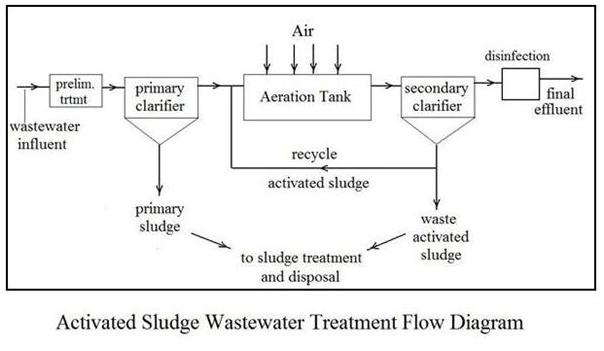 Air
disinfection
prelim.
trtmt
primary
clarifier
Aeration Tank
secondary
clarifier
final
effluent
wastewater
influent
recycle
activated sludge
primary
sludge
waste
activated
sludge
to sludge treatment
and disposal
Activated Sludge Wastewater Treatment Flow Diagram